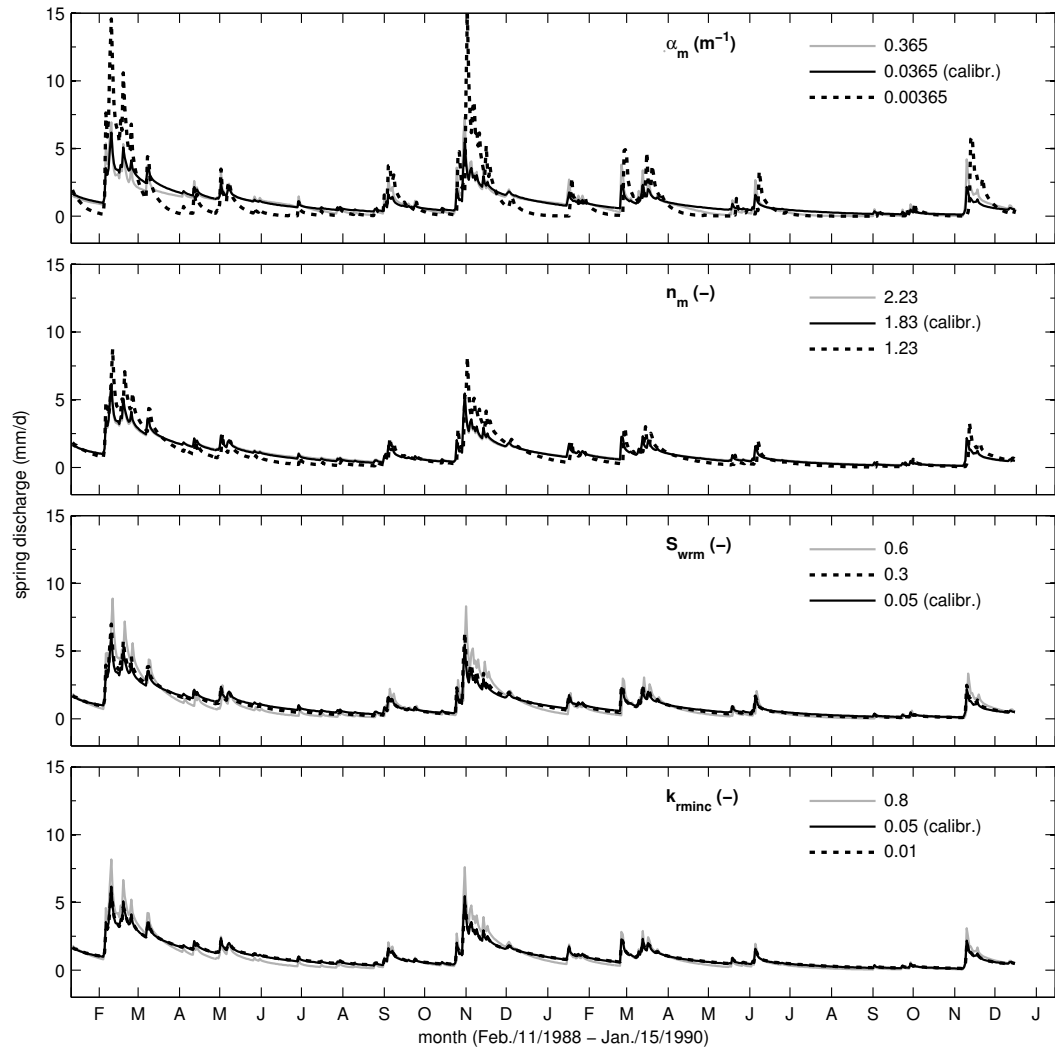 15
10
5
0
α_m (m⁻¹)
0.365
0.0365 (calibr.)
0.00365
15
10
5
0
n_m (−)
2.23
1.83 (calibr.)
1.23
15
10
5
0
S_wrm (−)
0.6
0.3
0.05 (calibr.)
15
10
5
0
k_rminc (−)
0.8
0.05 (calibr.)
0.01
spring discharge (mm/d)
F M A M J J A S O N D J F M A M J J A S O N D J
month (Feb./11/1988 − Jan./15/1990)